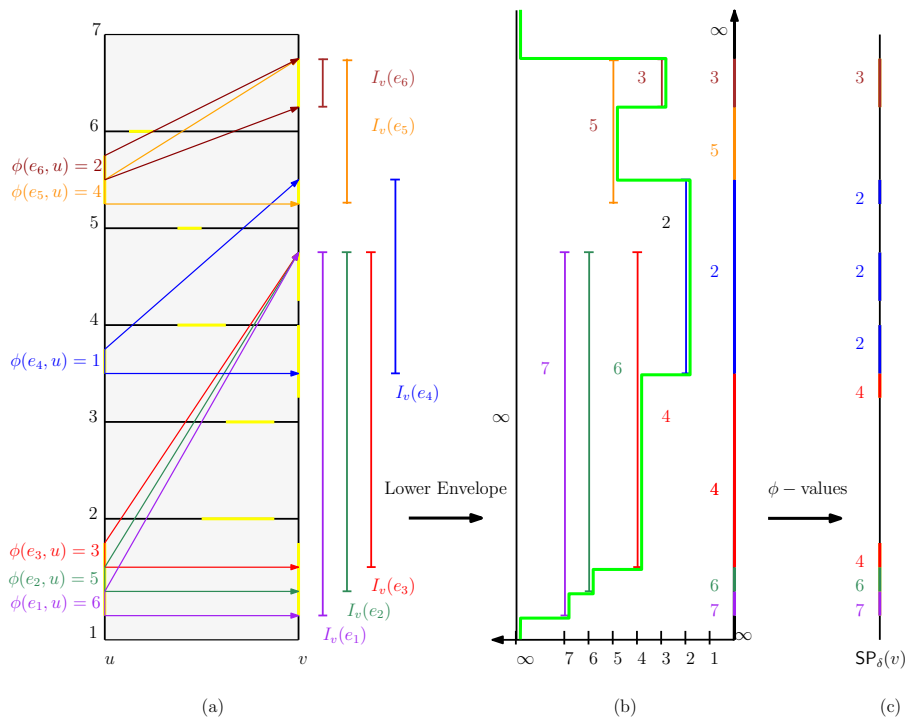 7
6
5
4
3
2
1
ϕ(e₆, u) = 2
ϕ(e₅, u) = 4
ϕ(e₄, u) = 1
ϕ(e₃, u) = 3
ϕ(e₂, u) = 5
ϕ(e₁, u) = 6
u
v
Iᵥ(e₆)
Iᵥ(e₅)
Iᵥ(e₄)
Iᵥ(e₃)
Iᵥ(e₂)
Iᵥ(e₁)
(a)
Lower Envelope
∞
3
5
2
7
6
4
∞
3
5
2
4
6
7
∞
∞
7
6
5
4
3
2
1
(b)
ϕ − values
3
2
2
2
4
4
6
7
SP_δ(v)
(c)